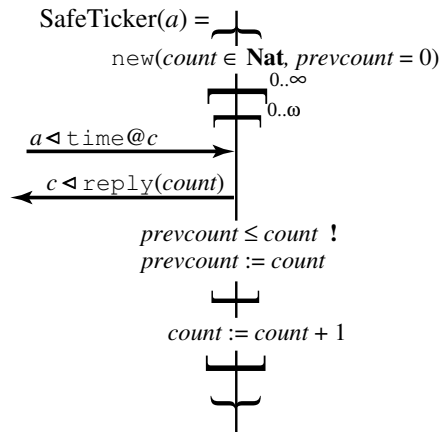 SafeTicker(a) =
new(count ∈ Nat, prevcount = 0)
0..∞
0..ω
a ⊲ time@c
c ⊲ reply(count)
prevcount ≤ count !
prevcount := count
count := count + 1